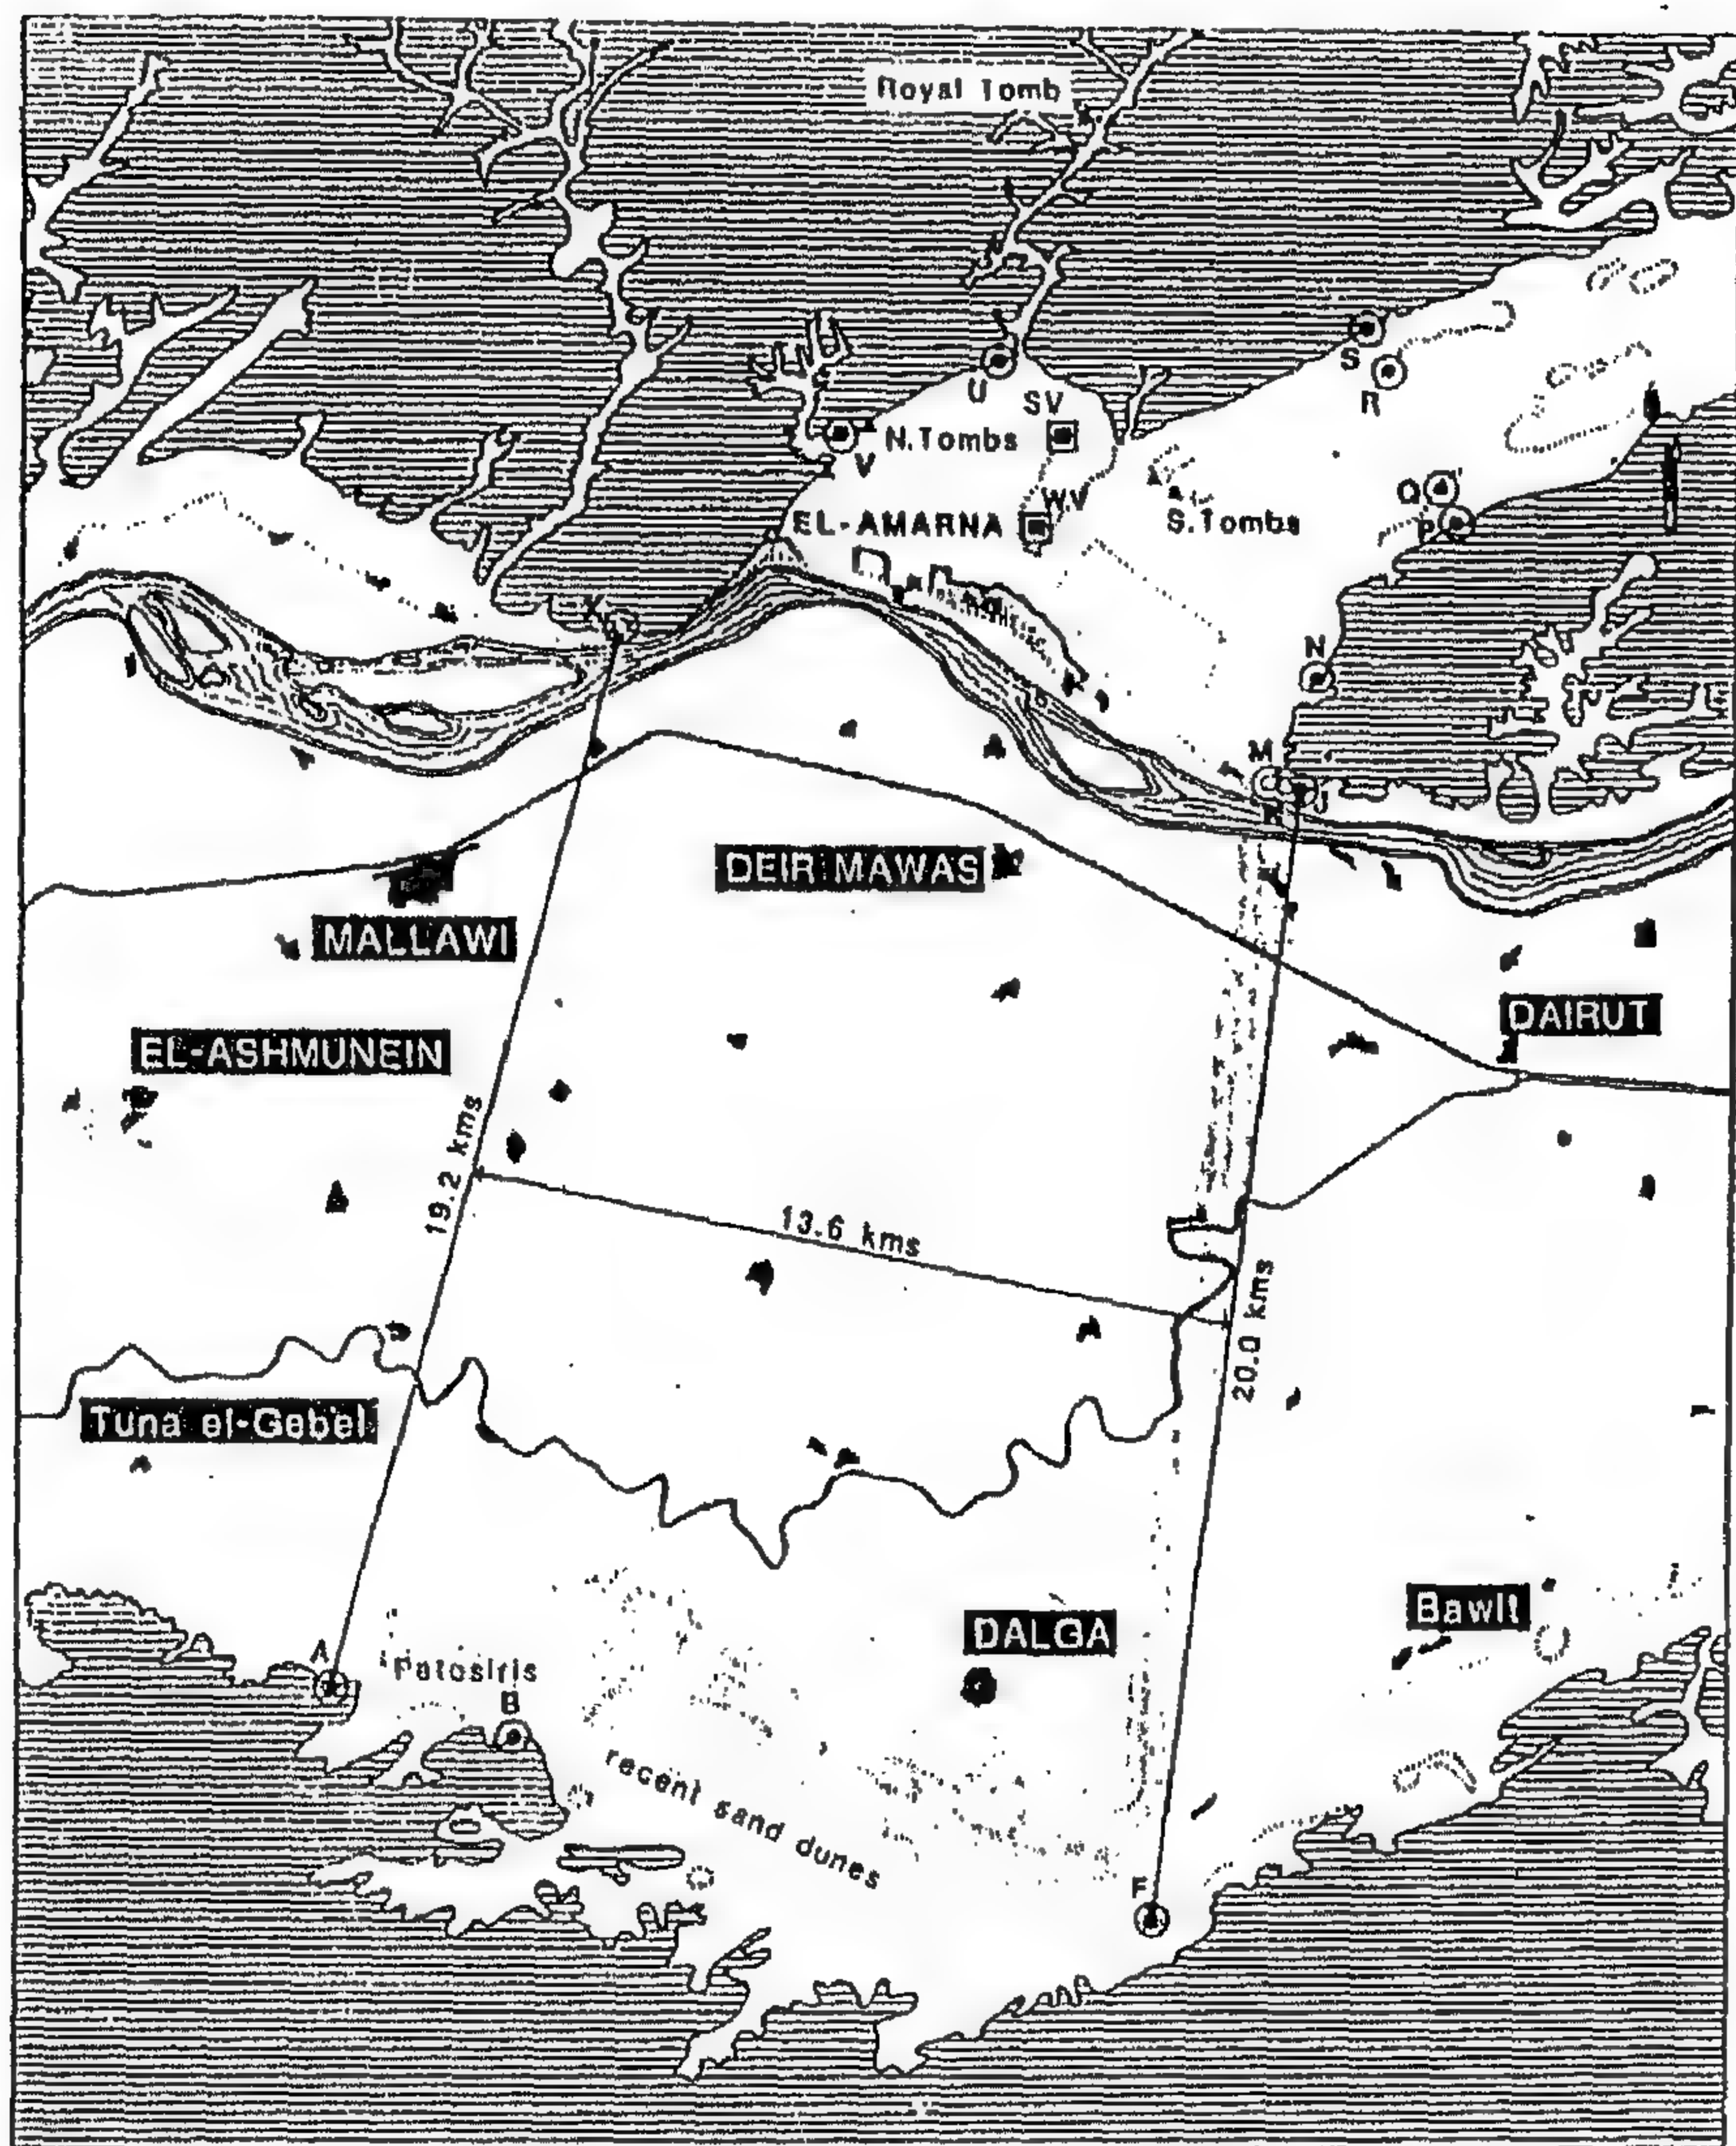 Royal Tomb
S
U
R
SV
N.Tombs
V
WV
Q
EL-AMARNA
S.Tombs
P
X
N
M
J
DEIR MAWAS
MALLAWI
DAIRUT
EL-ASHMUNEIN
19.2 kms
13.6 kms
20.0 kms
Tuna el-Gebel
Bawit
DALGA
A
Petosiris
B
recent sand dunes
F